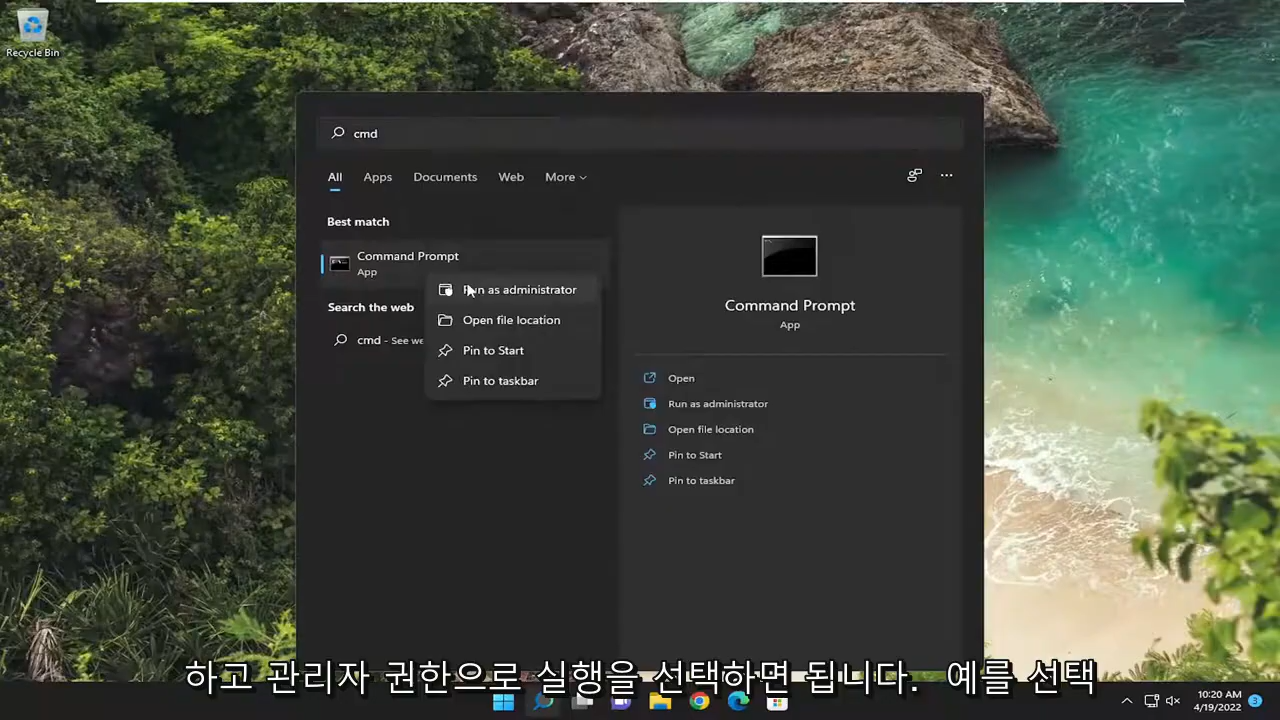 Recycle Bin
cmd
All Apps Documents Web More
Best match
Command Prompt
App
Run as administrator
Open file location
Pin to Start
Pin to taskbar
Search the web
cmd - See we
Command Prompt
App
Open
Run as administrator
Open file location
Pin to Start
Pin to taskbar
하고 관리자 권한으로 실행을 선택하면 됩니다. 예를 선택
10:20 AM
4/19/2022
3